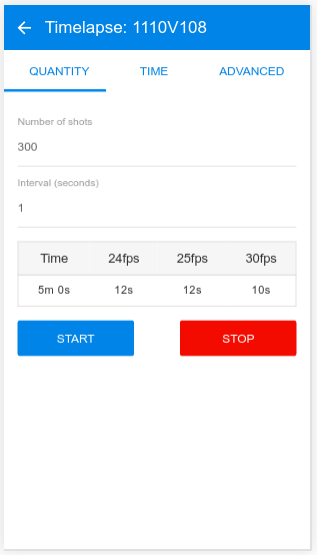 Timelapse: 1110V108
QUANTITY TIME ADVANCED
Number of shots
300
Interval (seconds)
1
Time 24fps 25fps 30fps
5m 0s 12s 12s 10s
START STOP